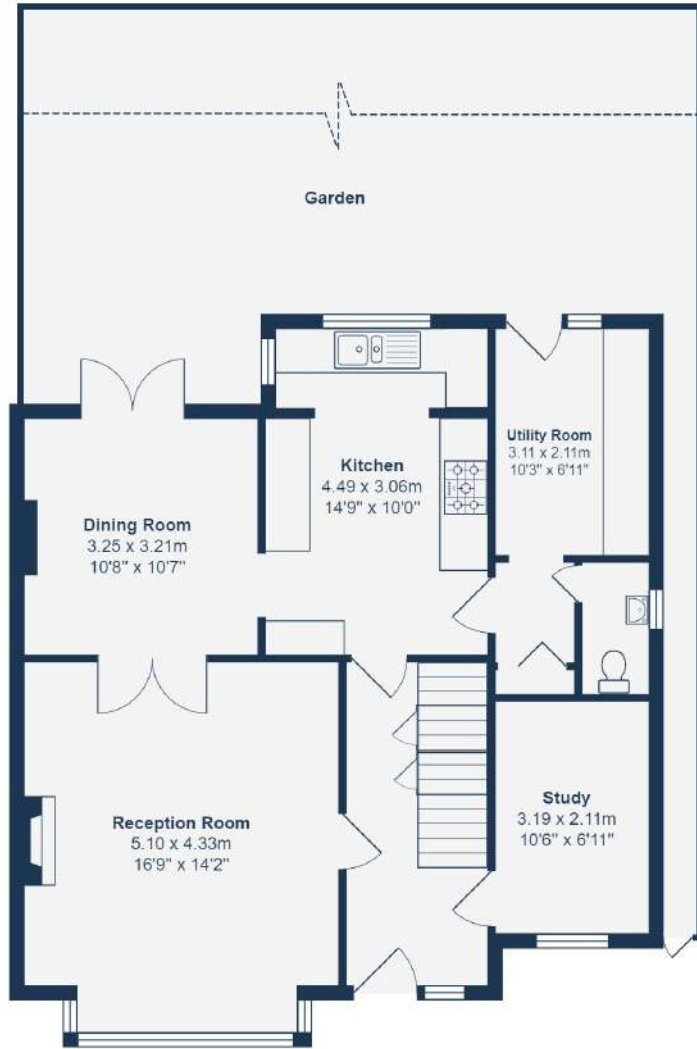 Garden
Utility Room
3.11 x 2.11m
10'3" x 6'11"
Kitchen
4.49 x 3.06m
14'9" x 10'0"
Dining Room
3.25 x 3.21m
10'8" x 10'7"
Reception Room
5.10 x 4.33m
16'9" x 14'2"
Study
3.19 x 2.11m
10'6" x 6'11"